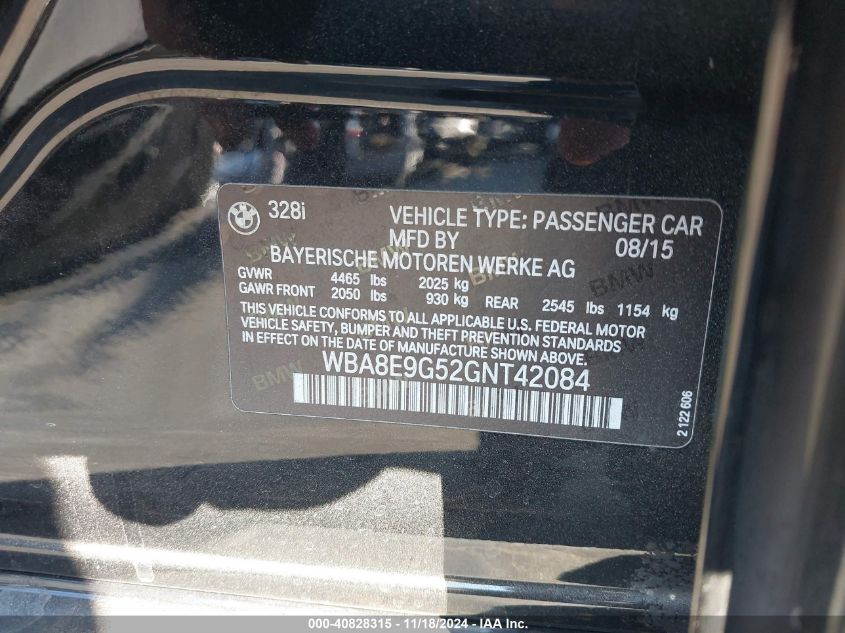 328i VEHICLE TYPE: PASSENGER CAR
MFD BY 08/15
BAYERISCHE MOTOREN WERKE AG
GVWR 4465 lbs 2025 kg
GAWR FRONT 2050 lbs 930 kg REAR 2545 lbs 1154 kg
THIS VEHICLE CONFORMS TO ALL APPLICABLE U.S. FEDERAL MOTOR
VEHICLE SAFETY, BUMPER AND THEFT PREVENTION STANDARDS
IN EFFECT ON THE DATE OF MANUFACTURE SHOWN ABOVE.
WBA8E9G52GNT42084
2 122 606
000-40828315 - 11/18/2024 - IAA Inc.